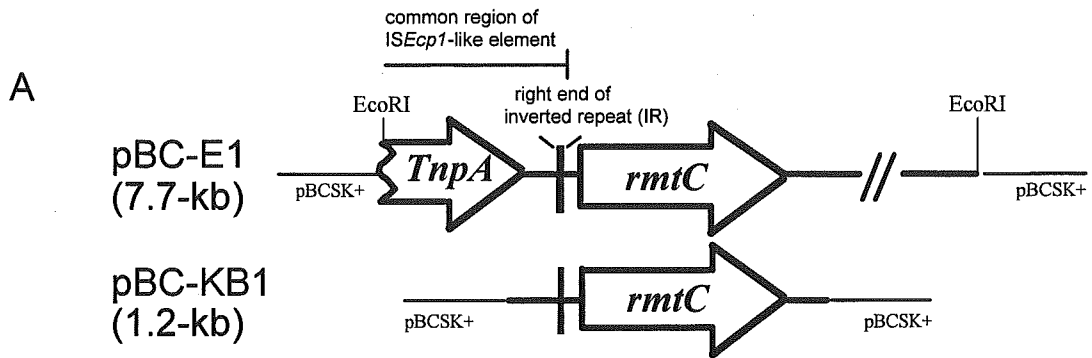 common region of
ISEcp1-like element
A
EcoRI
right end of
inverted repeat (IR)
EcoRI
pBC-E1
(7.7-kb)
TnpA
rmtC
pBCSK+
pBCSK+
pBC-KB1
(1.2-kb)
rmtC
pBCSK+
pBCSK+